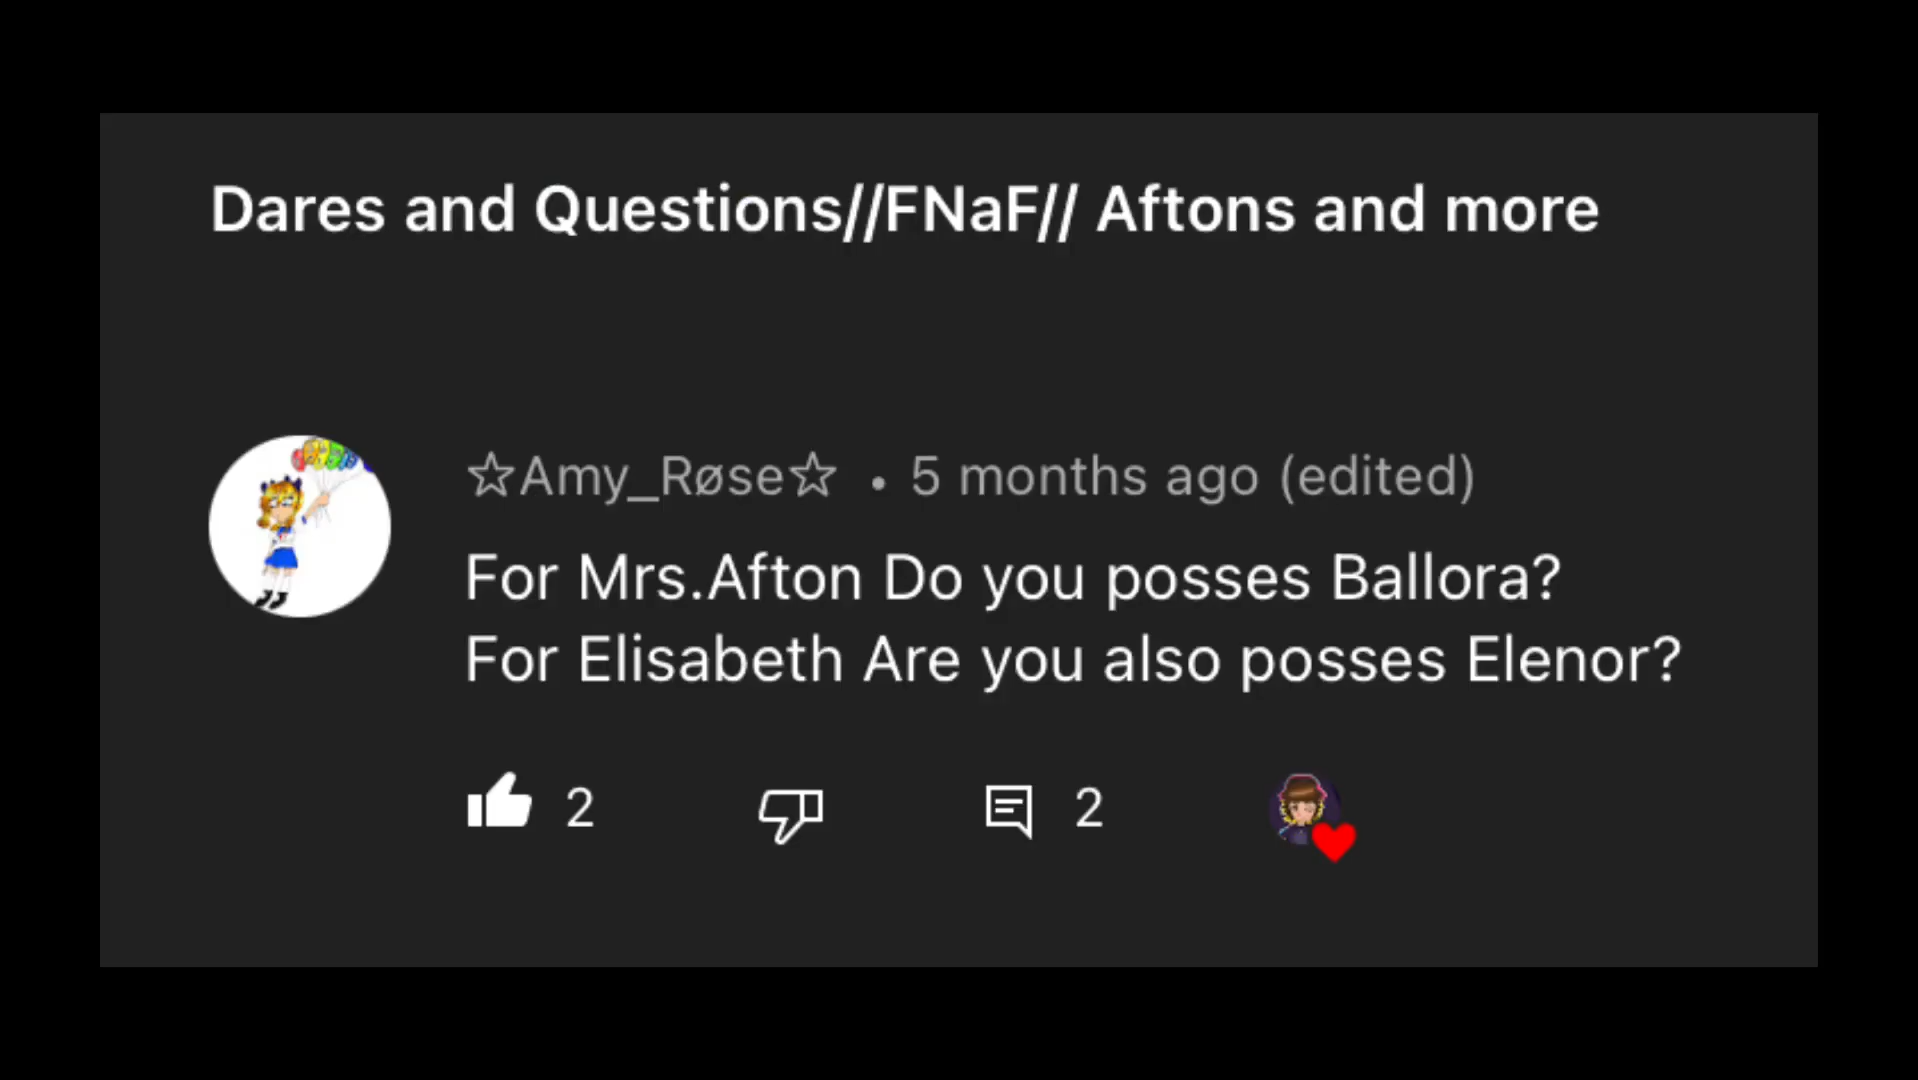 Dares and Questions//FNaF// Aftons and more
☆Amy_Røse☆ • 5 months ago (edited)
For Mrs.Afton Do you posses Ballora?
For Elisabeth Are you also posses Elenor?
2 2